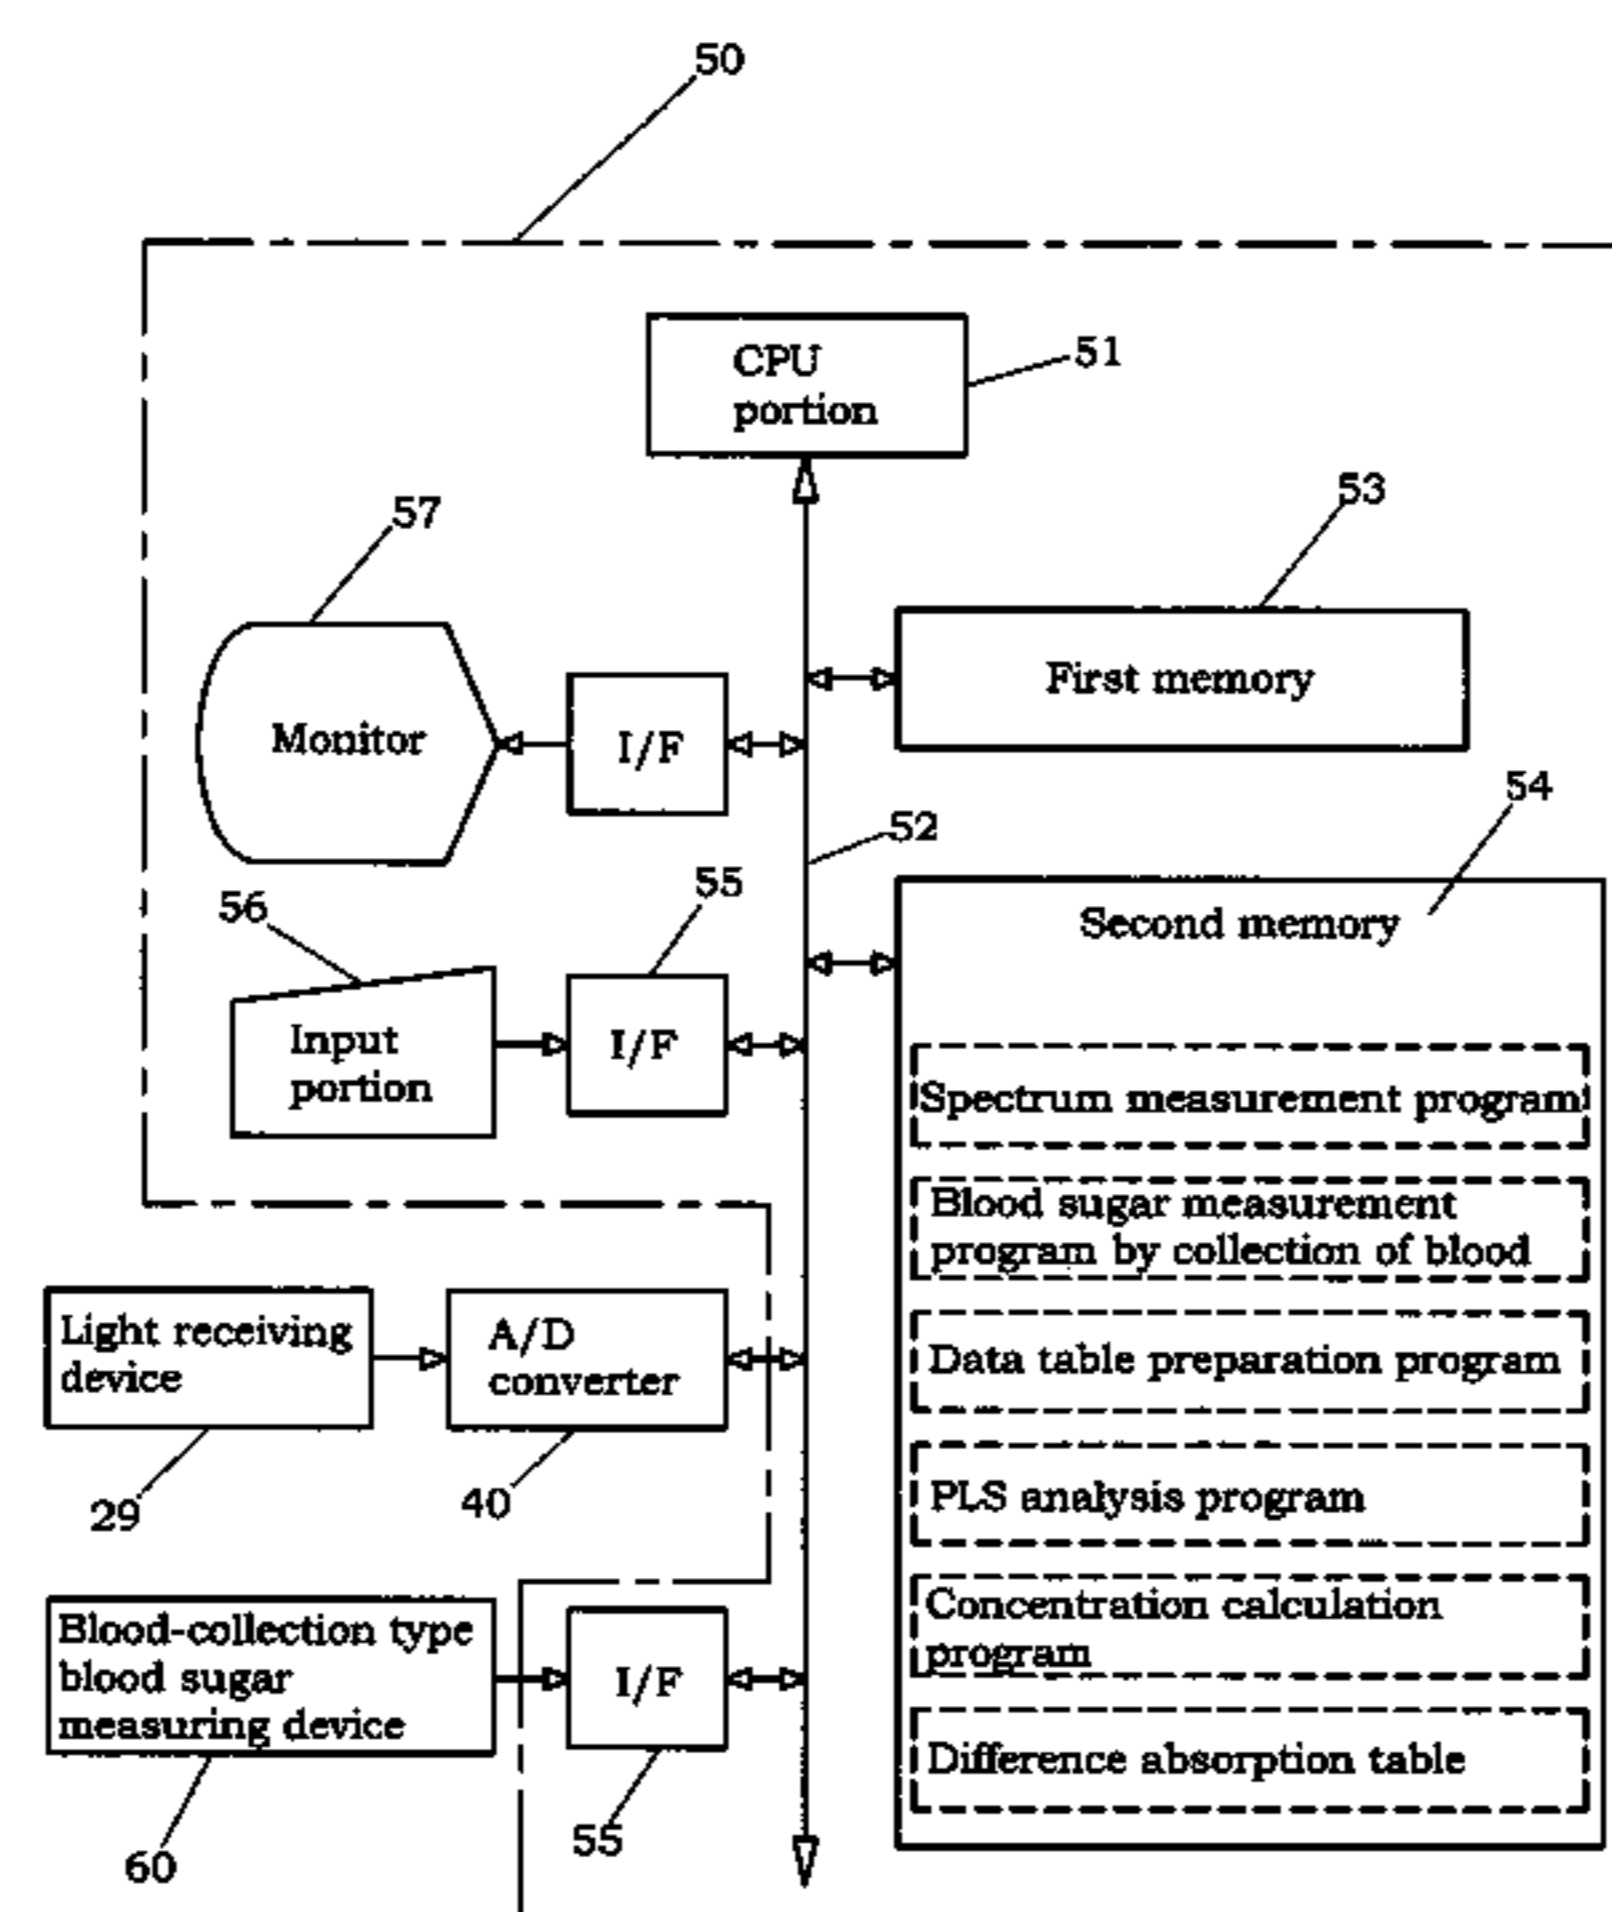 50
CPU
portion
51
57
53
Monitor
I/F
First memory
54
52
55
56
Second memory
Input
portion
I/F
Spectrum measurement program
Blood sugar measurement
program by collection of blood
Light receiving
device
A/D
converter
Data table preparation program
29
40
PLS analysis program
Blood-collection type
blood sugar
measuring device
I/F
Concentration calculation
program
Difference absorption table
60
55